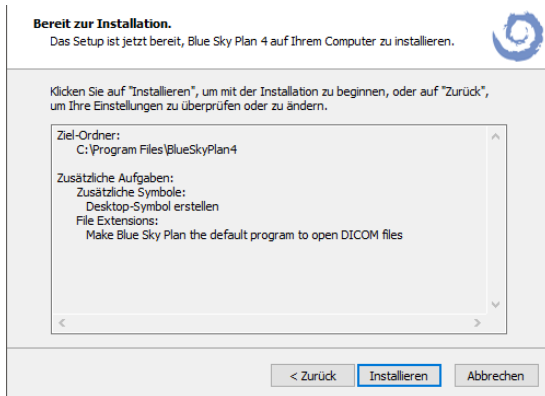 Bereit zur Installation.
Das Setup ist jetzt bereit, Blue Sky Plan 4 auf Ihrem Computer zu installieren.
Klicken Sie auf "Installieren", um mit der Installation zu beginnen, oder auf "Zurück",
um Ihre Einstellungen zu überprüfen oder zu ändern.
Ziel-Ordner:
C:\Program Files\BlueSkyPlan4
Zusätzliche Aufgaben:
Zusätzliche Symbole:
Desktop-Symbol erstellen
File Extensions:
Make Blue Sky Plan the default program to open DICOM files
< Zurück
Installieren
Abbrechen